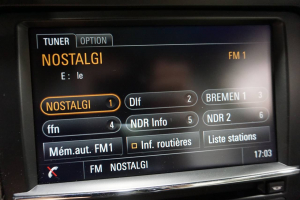 TUNER OPTION
NOSTALGI FM 1
E : le
NOSTALGI 1 Dlf 2 BREMEN 1 3
ffn 4 NDR Info 5 NDR 2 6
Mém.aut. FM1 Inf. routières Liste stations
FM NOSTALGI 17:03